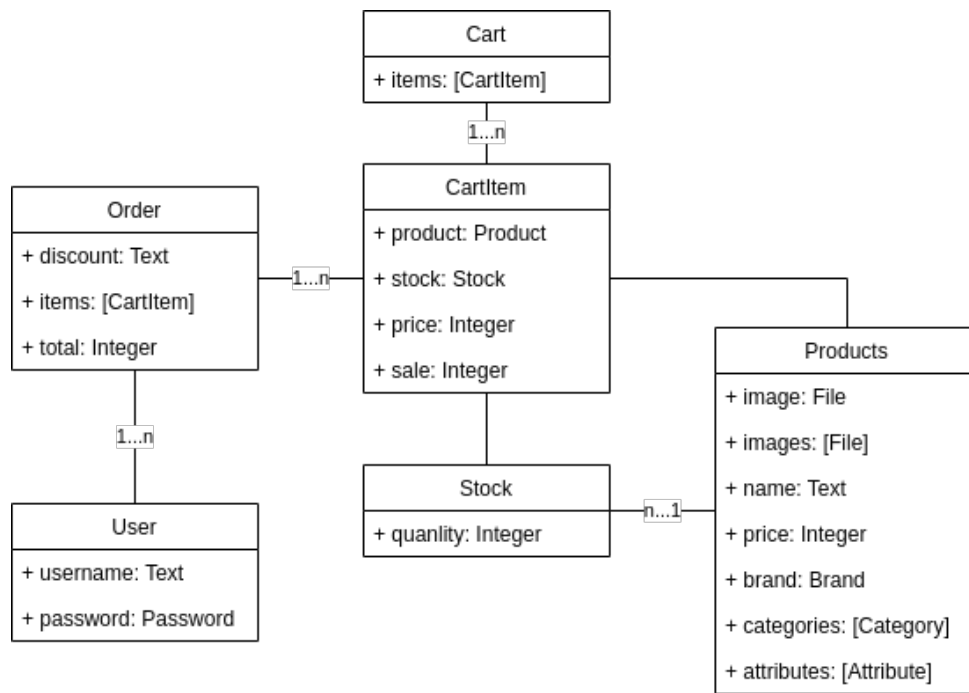 Cart
+ items: [CartItem]
1...n
CartItem
+ product: Product
+ stock: Stock
+ price: Integer
+ sale: Integer
Order
+ discount: Text
+ items: [CartItem]
+ total: Integer
1...n
1...n
User
+ username: Text
+ password: Password
Stock
+ quanlity: Integer
n...1
Products
+ image: File
+ images: [File]
+ name: Text
+ price: Integer
+ brand: Brand
+ categories: [Category]
+ attributes: [Attribute]